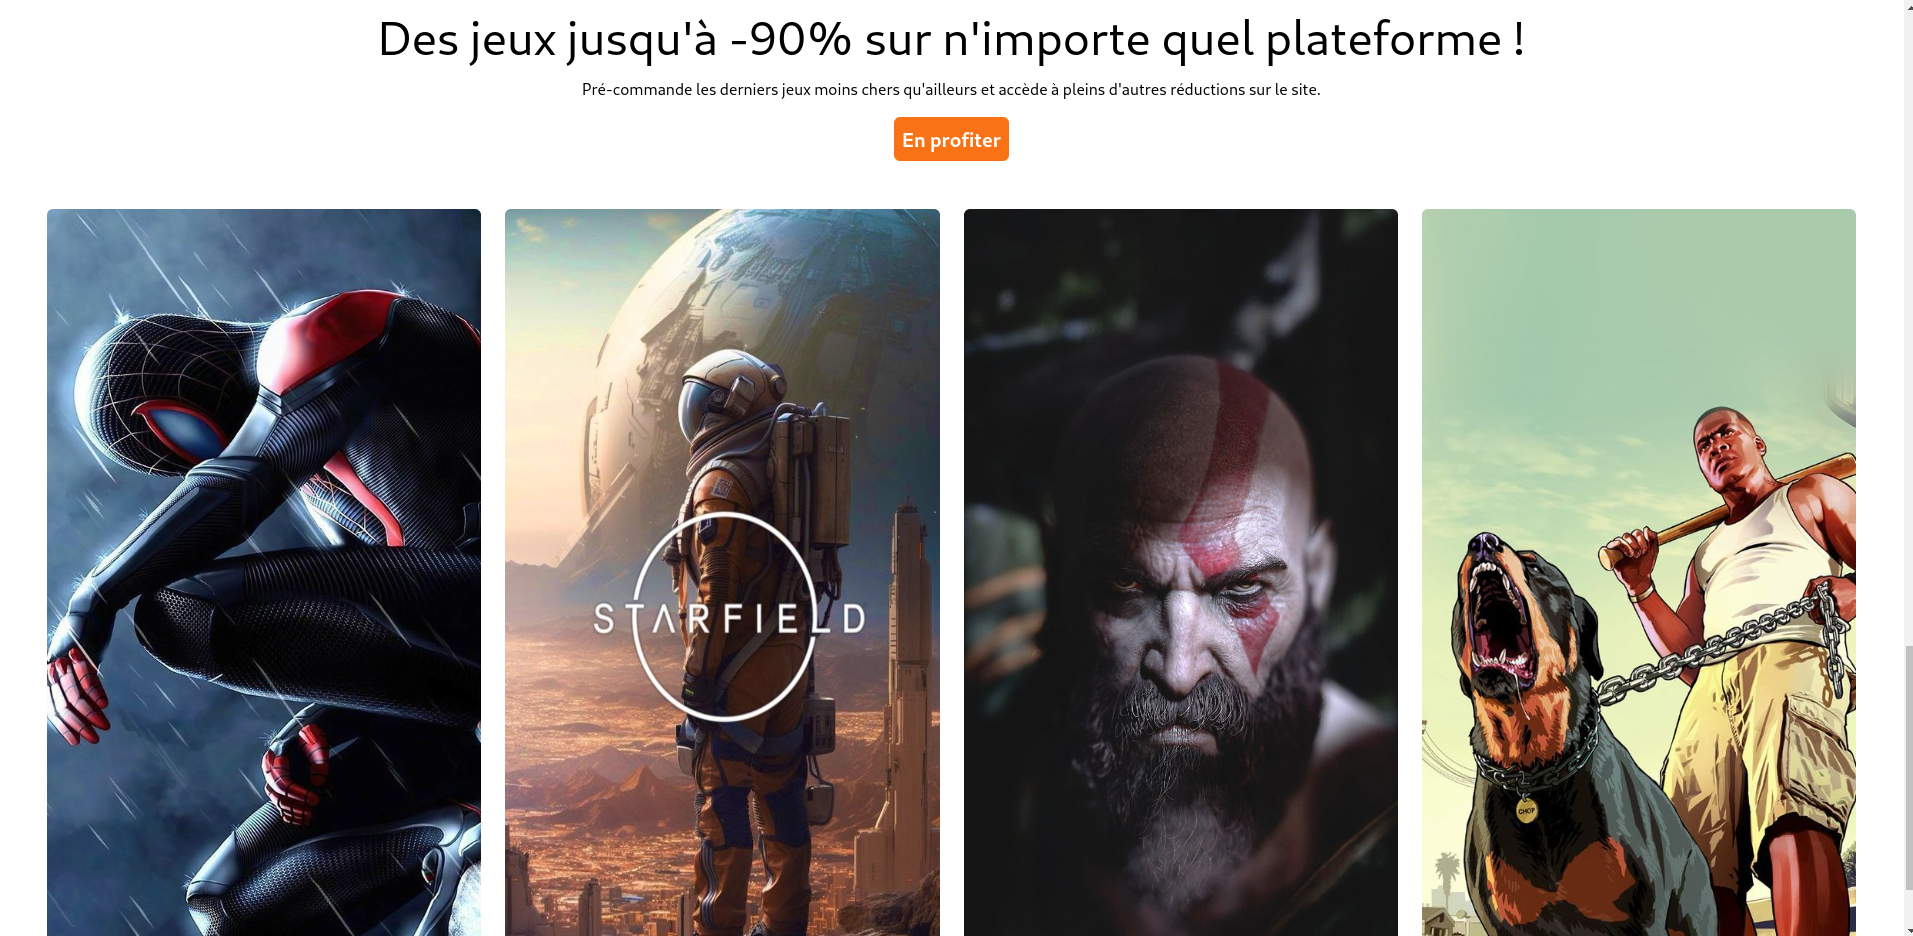 Des jeux jusqu'à -90% sur n'importe quel plateforme !
Pré-commande les derniers jeux moins chers qu'ailleurs et accède à pleins d'autres réductions sur le site.
En profiter
STARFIELD
CHOP